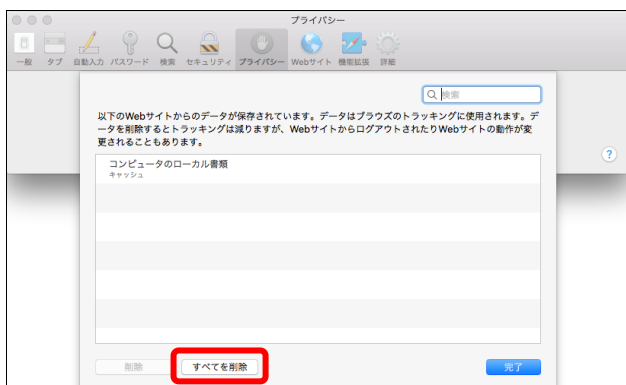 プライバシー
一般 タブ 自動入力 パスワード 検索 セキュリティ プライバシー Webサイト 機能拡張 詳細
検索
以下のWebサイトからのデータが保存されています。データはブラウズのトラッキングに使用されます。デ
ータを削除するとトラッキングは減りますが、WebサイトからログアウトされたりWebサイトの動作が変
更されることもあります。
?
コンピュータのローカル書類
キャッシュ
削除 すべてを削除 完了